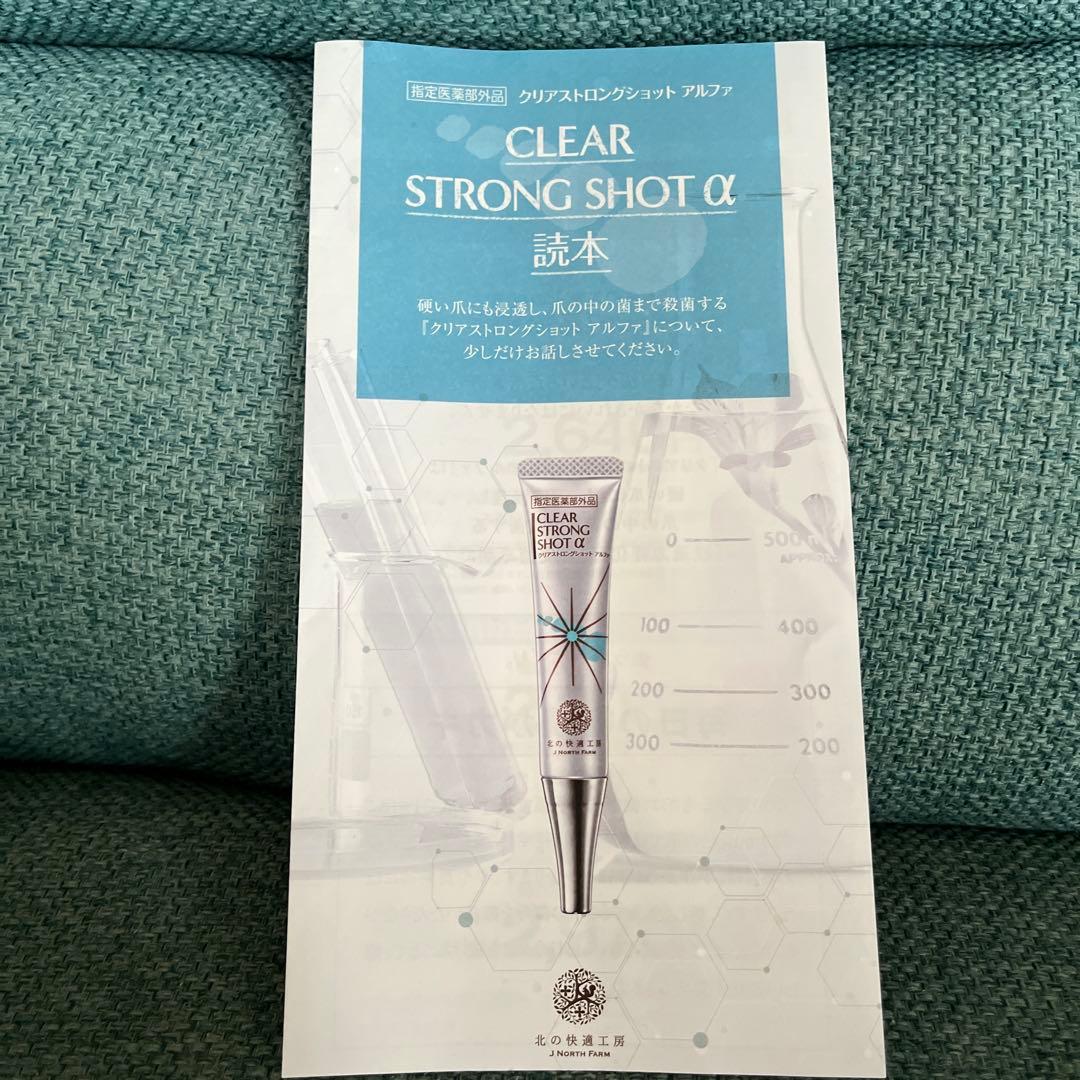 指定医薬部外品 クリアストロングショット アルファ
CLEAR
STRONG SHOT α
読本
硬い爪にも浸透し、爪の中の菌まで殺菌する
『クリアストロングショット アルファ』について、
少しだけお話しさせてください。
指定医薬部外品
CLEAR
STRONG
SHOT α
クリアストロングショット アルファ
0 500
100 400
200 300
300 200
北の快適工房
J NORTH FARM
北の快適工房
J NORTH FARM